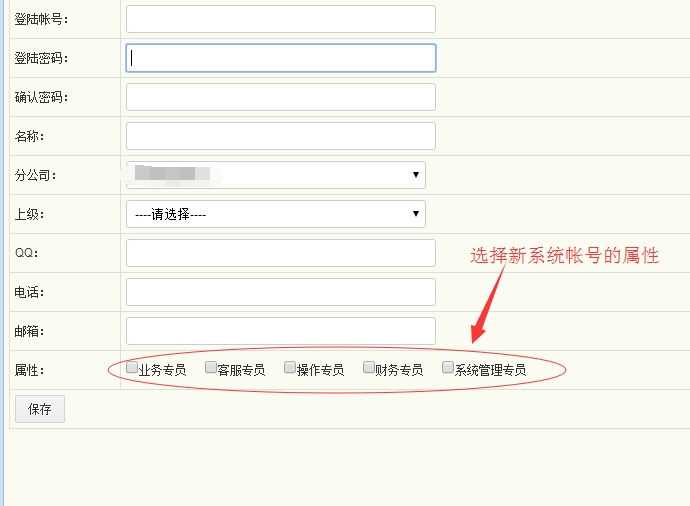 登陆帐号:
登陆密码:
确认密码:
名称:
分公司:
上级: ----请选择----
QQ:
选择新系统帐号的属性
电话:
邮箱:
属性: 业务专员 客服专员 操作专员 财务专员 系统管理专员
保存